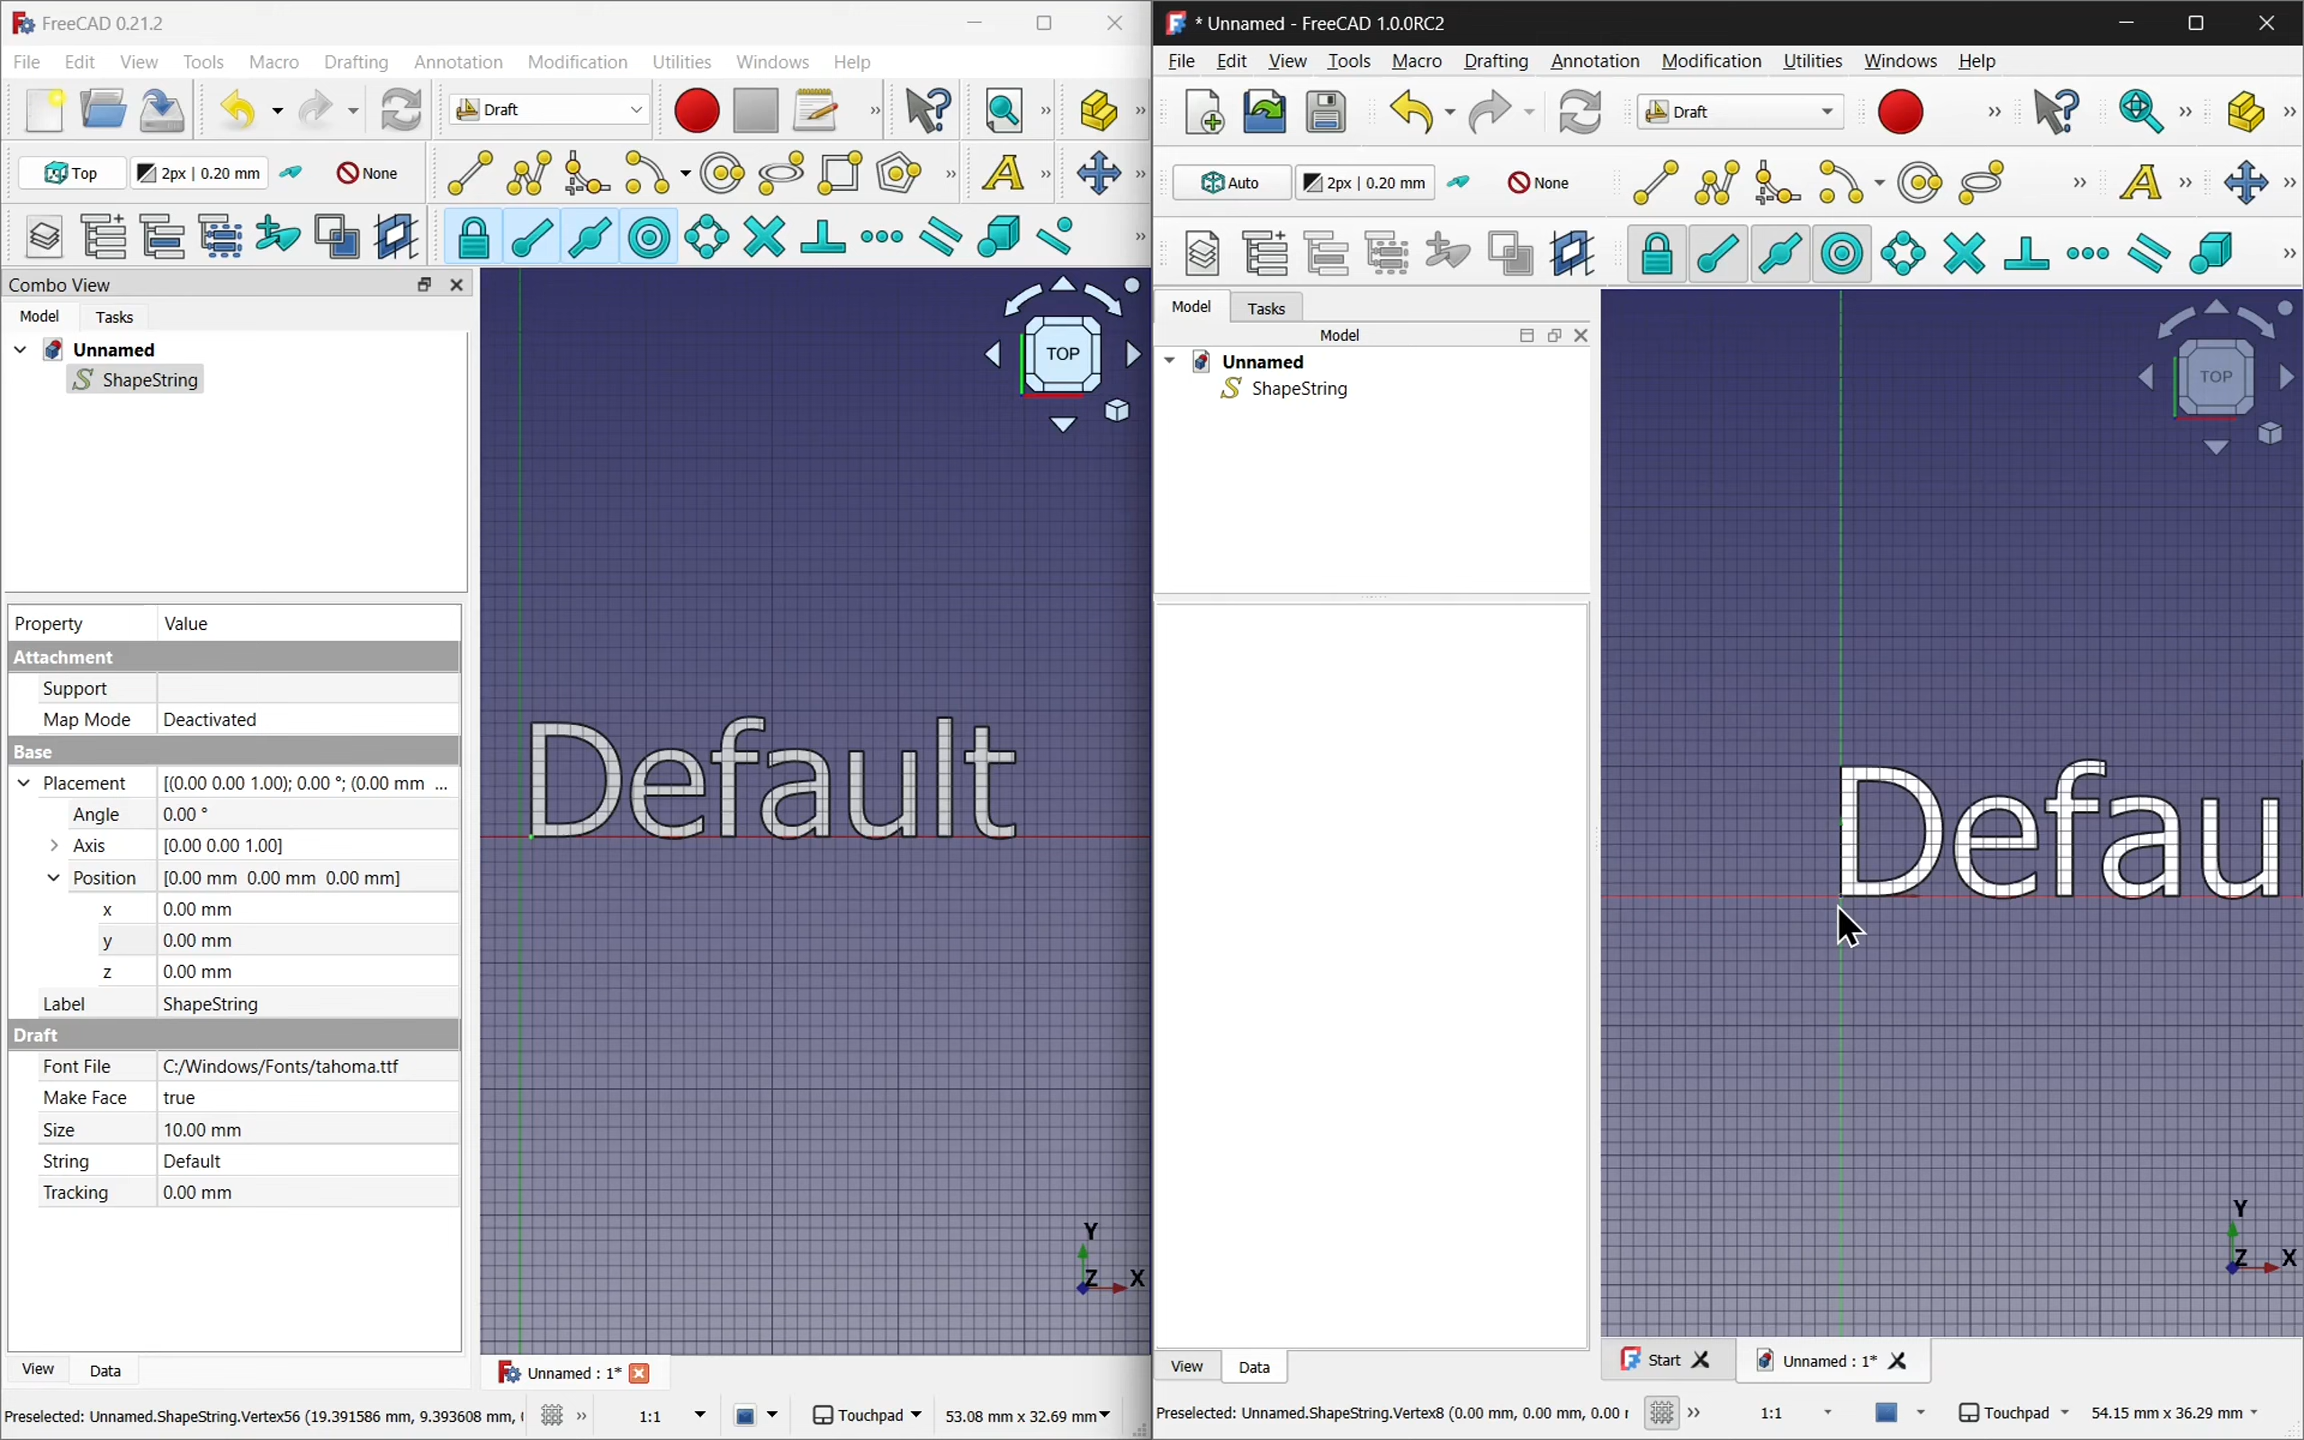 FreeCAD 0.21.2
File Edit View Tools Macro Drafting Annotation Modification Utilities Windows Help
Draft
Top 2px | 0.20 mm None
Combo View
Model Tasks
Unnamed
ShapeString
TOP
Property Value
Attachment
Support
Map Mode Deactivated
Base
Placement [(0.00 0.00 1.00); 0.00 °; (0.00 mm ...
Angle 0.00 °
Axis [0.00 0.00 1.00]
Position [0.00 mm 0.00 mm 0.00 mm]
x 0.00 mm
y 0.00 mm
z 0.00 mm
Label ShapeString
Draft
Font File C:/Windows/Fonts/tahoma.ttf
Make Face true
Size 10.00 mm
String Default
Tracking 0.00 mm
View Data
Default
Y
Z X
Unnamed : 1*
Preselected: Unnamed.ShapeString.Vertex56 (19.391586 mm, 9.393608 mm, ( 1:1 Touchpad 53.08 mm x 32.69 mm
* Unnamed - FreeCAD 1.0.0RC2
File Edit View Tools Macro Drafting Annotation Modification Utilities Windows Help
Draft
Auto 2px | 0.20 mm None
Model Tasks
Model
Unnamed
ShapeString
TOP
Defau
Y
Z X
View Data
Start Unnamed : 1*
Preselected: Unnamed.ShapeString.Vertex8 (0.00 mm, 0.00 mm, 0.00 r 1:1 Touchpad 54.15 mm x 36.29 mm